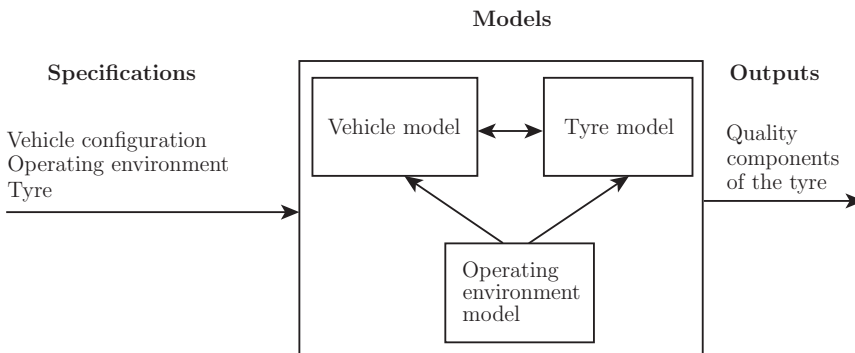 Models
Specifications
Outputs
Vehicle configuration
Operating environment
Tyre
Vehicle model
Tyre model
Quality
components
of the tyre
Operating
environment
model